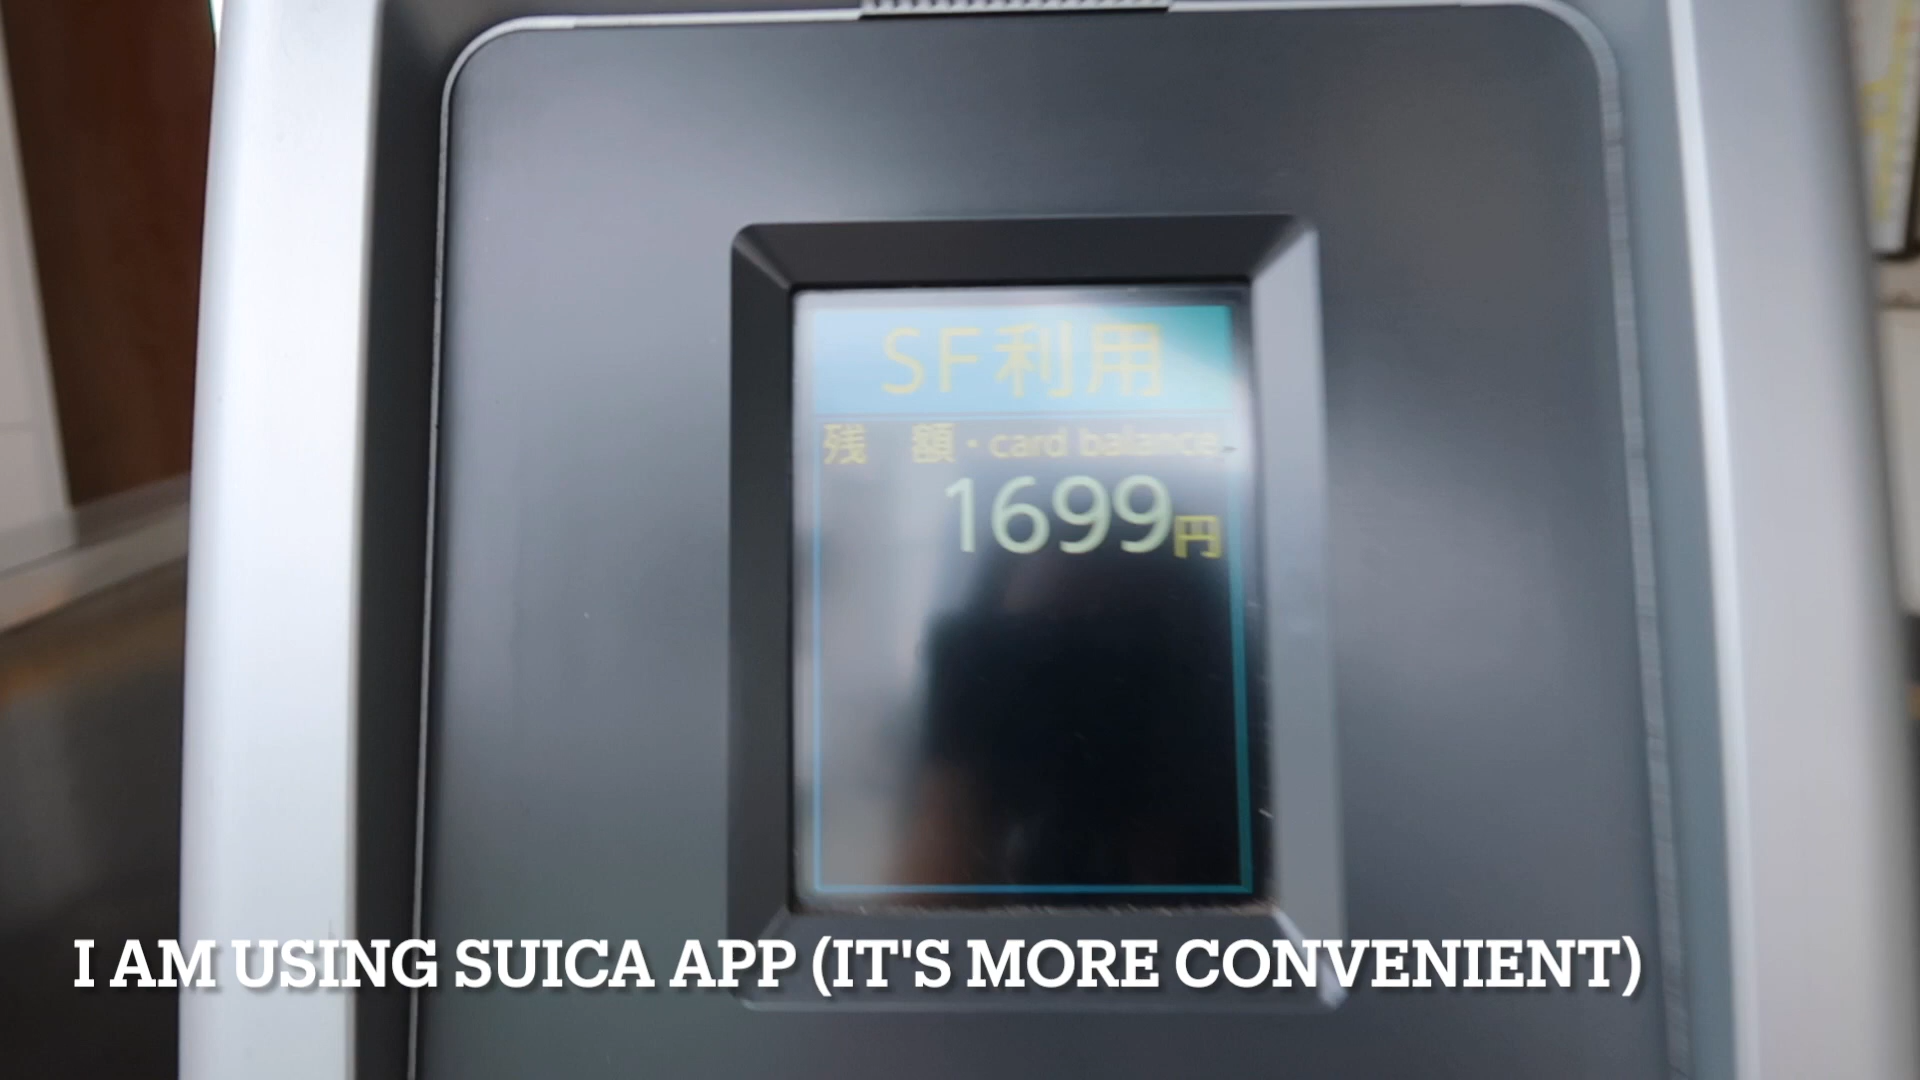 SF利用
残 額・card balance
1699円
I AM USING SUICA APP (IT'S MORE CONVENIENT)